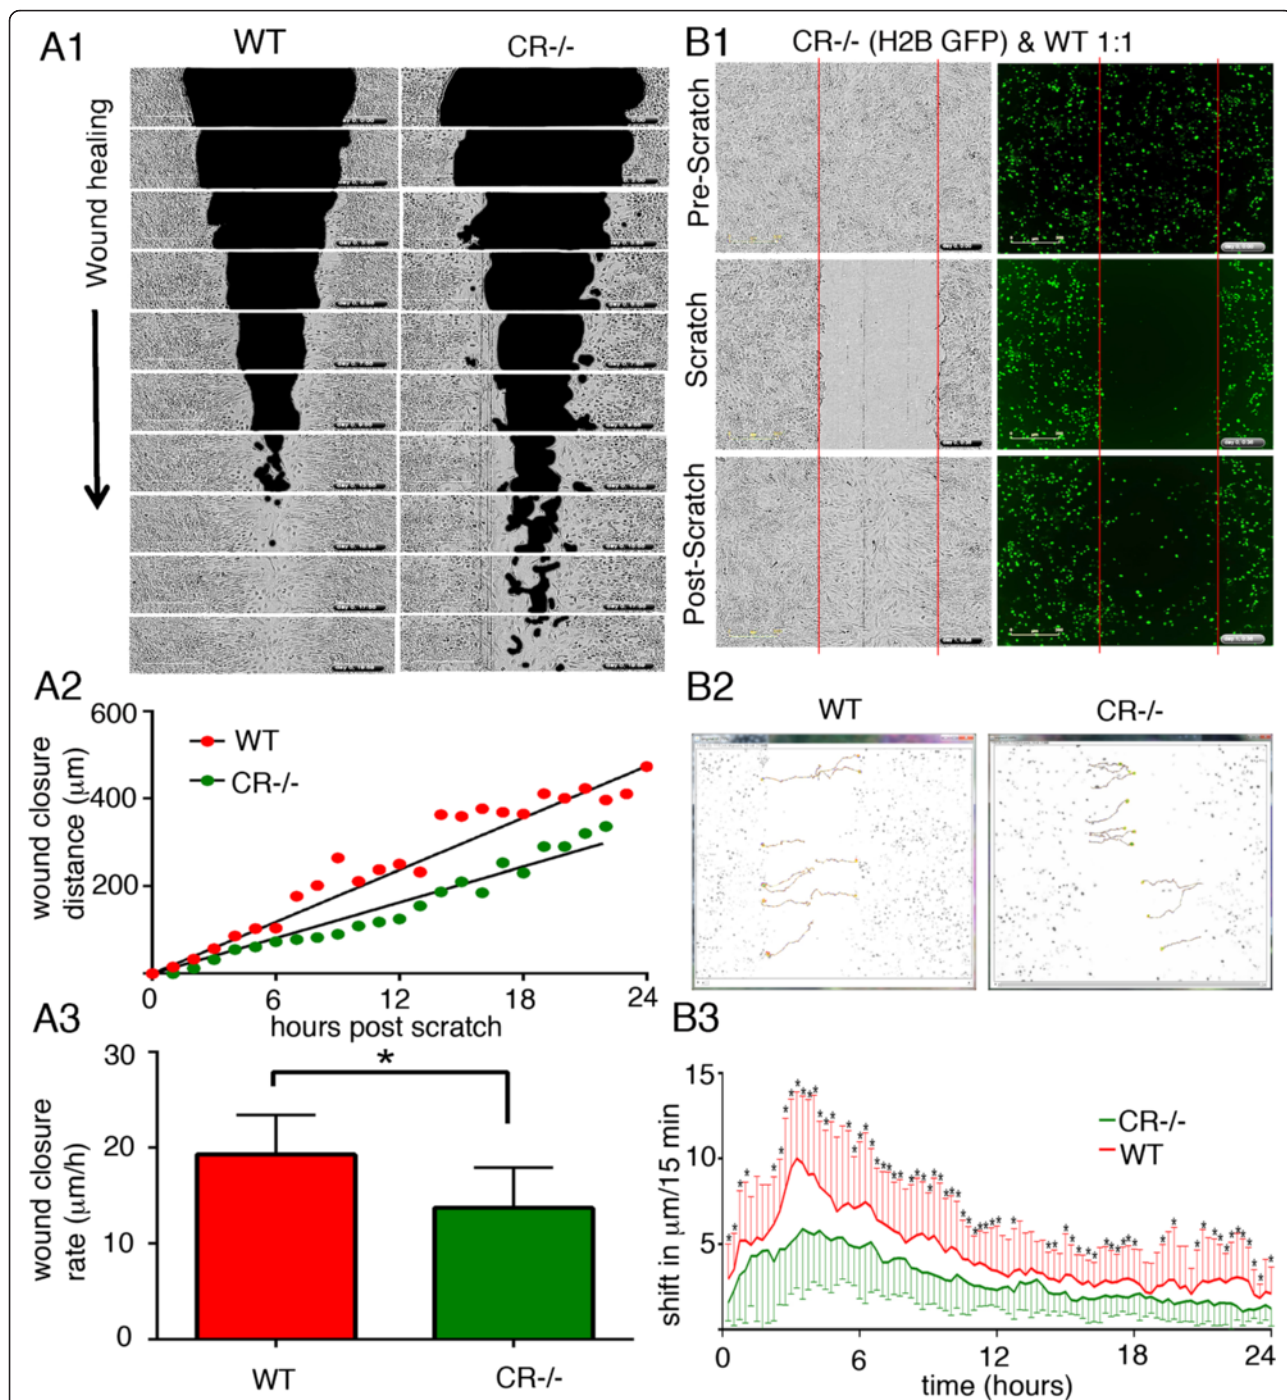 A1
WT
CR-/-
Wound healing
B1
CR-/- (H2B GFP) & WT 1:1
Pre-Scratch
Scratch
Post-Scratch
A2
600
400
200
0
6
12
18
24
WT
CR-/-
wound closure
distance (μm)
hours post scratch
B2
WT
CR-/-
A3
30
20
10
0
*
wound closure
rate (μm/h)
WT
CR-/-
B3
15
10
5
CR-/-
WT
shift in μm/15 min
0
6
12
18
24
time (hours)